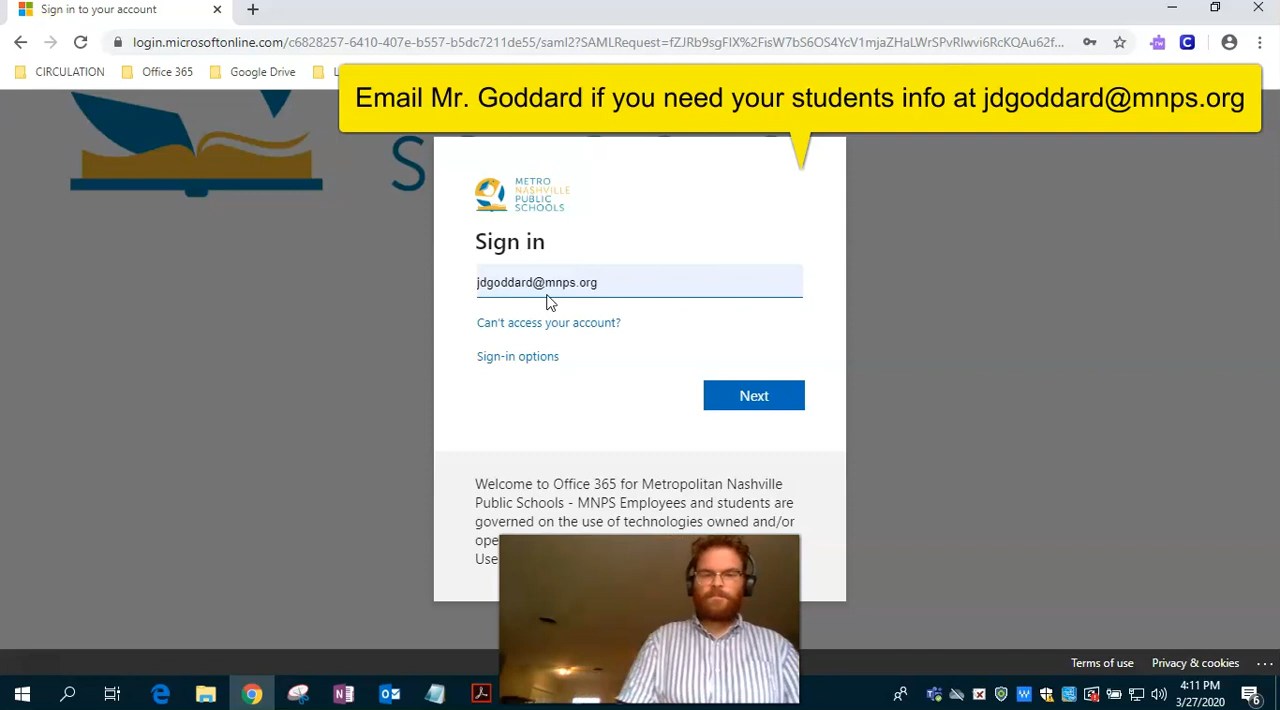 Sign in to your account
login.microsoftonline.com/c6828257-6410-407e-b557-b5dc7211de55/saml2?SAMLRequest=fZJRb9sgFIX%2FisW7bS6OS4YcV1mjaZHaLWrSPvRlwvi6RcKQAu62f...
CIRCULATION
Office 365
Google Drive
L
Email Mr. Goddard if you need your students info at jdgoddard@mnps.org
S
METRO
NASHVILLE
PUBLIC
SCHOOLS
Sign in
jdgoddard@mnps.org
Can't access your account?
Sign-in options
Next
Welcome to Office 365 for Metropolitan Nashville
Public Schools - MNPS Employees and students are
governed on the use of technologies owned and/or
ope
Use
Terms of use
Privacy & cookies
4:11 PM
3/27/2020
6